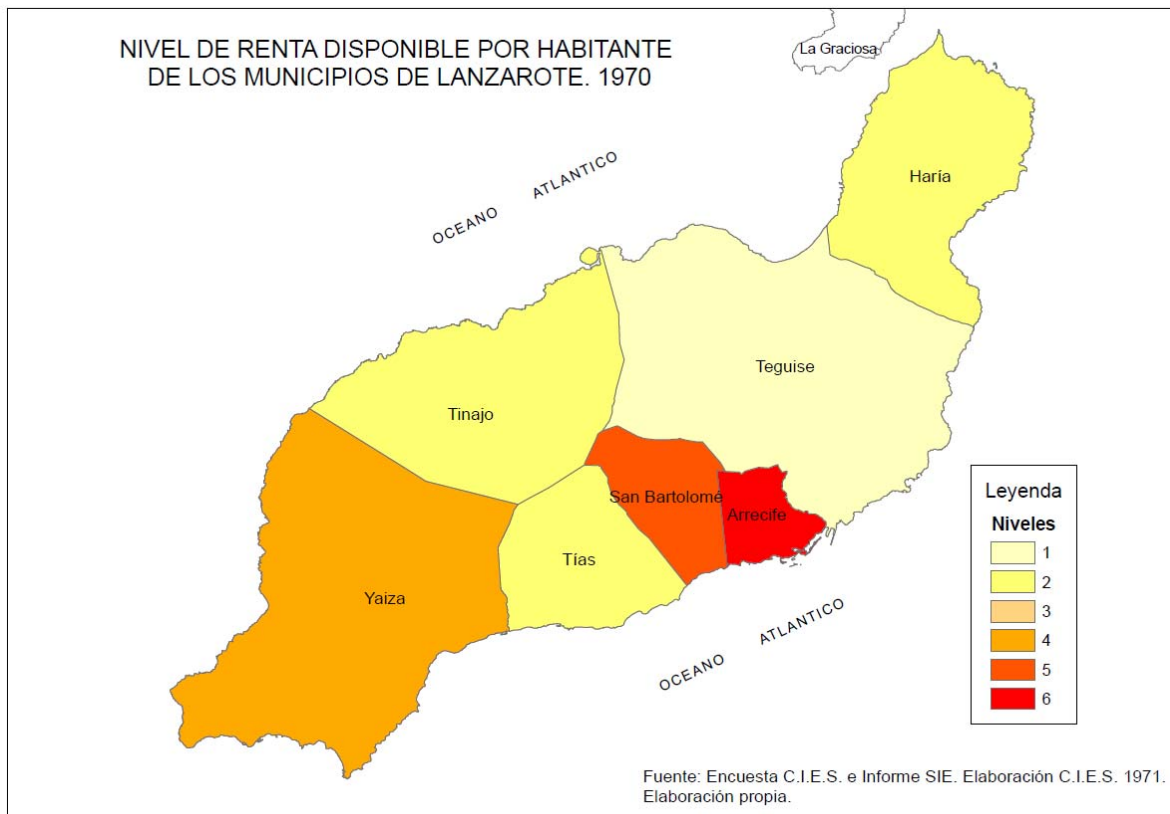 NIVEL DE RENTA DISPONIBLE POR HABITANTE
DE LOS MUNICIPIOS DE LANZAROTE. 1970
La Graciosa
OCEANO ATLANTICO
Haría
Teguise
Tinajo
San Bartolomé
Arrecife
Tías
Yaiza
OCEANO ATLANTICO
Leyenda
Niveles
1
2
3
4
5
6
Fuente: Encuesta C.I.E.S. e Informe SIE. Elaboración C.I.E.S. 1971.
Elaboración propia.